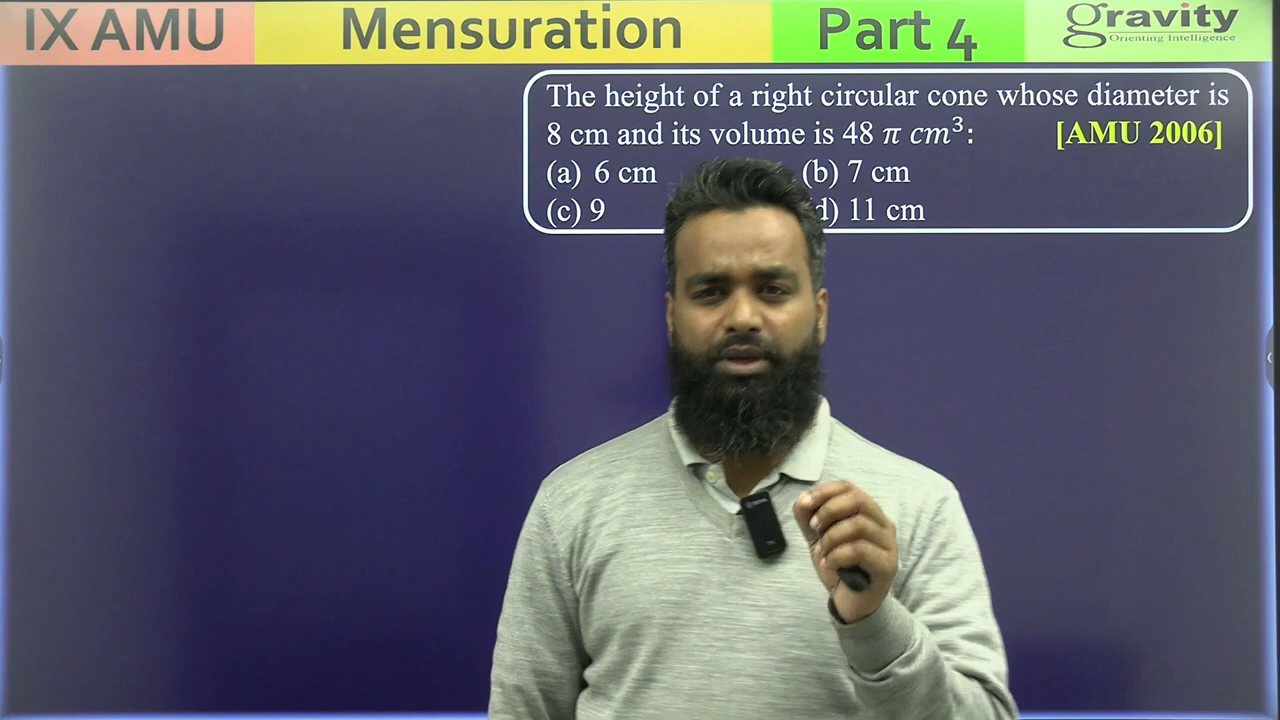 IX AMU Mensuration Part 4 gravity
Orienting Intelligence
The height of a right circular cone whose diameter is
8 cm and its volume is 48 π cm³: [AMU 2006]
(a) 6 cm (b) 7 cm
(c) 9 d) 11 cm